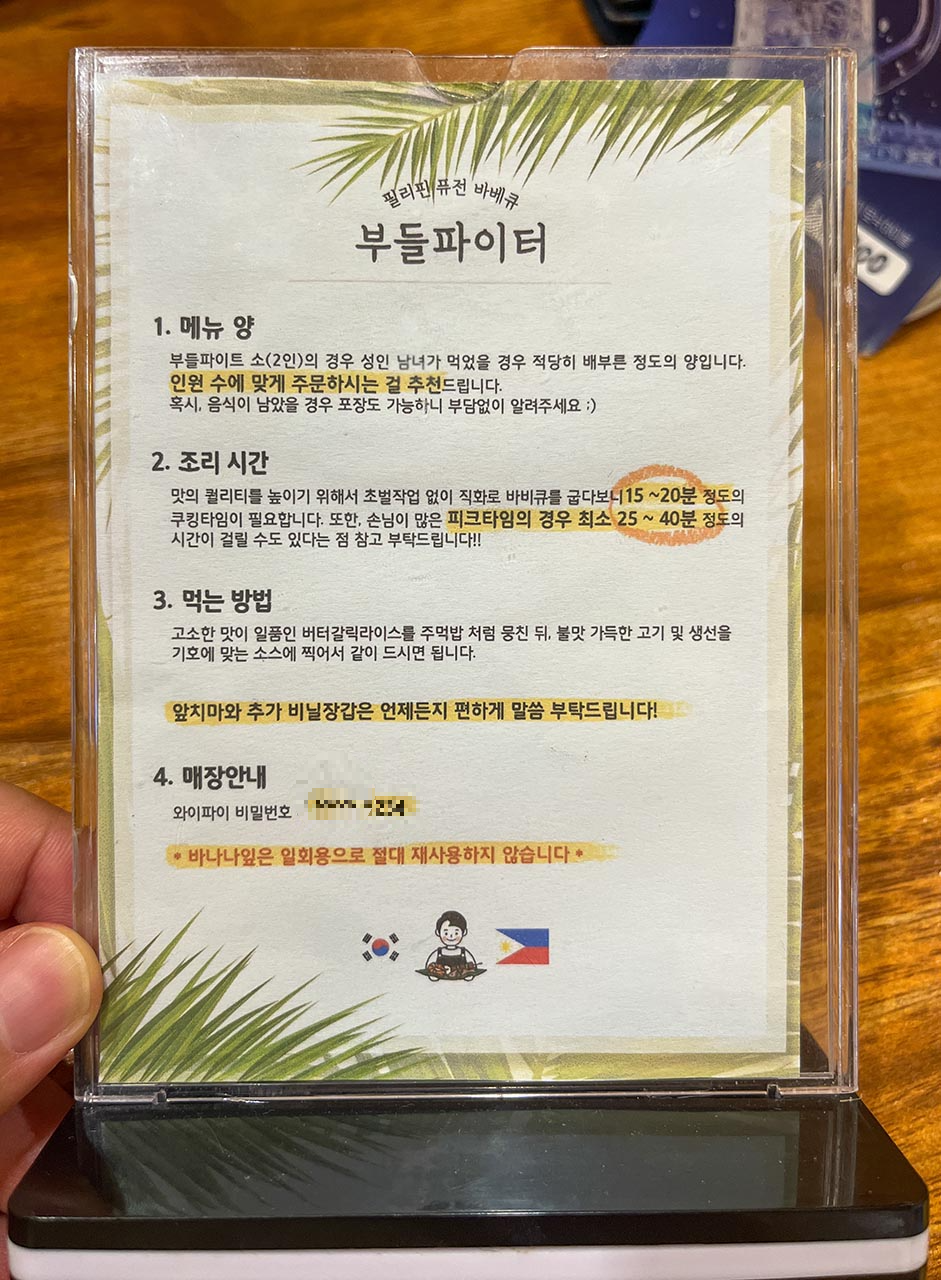 필리핀 퓨전 바베큐
부들파이터
1. 메뉴 양
부들파이트 소(2인)의 경우 성인 남녀가 먹었을 경우 적당히 배부른 정도의 양입니다.
인원 수에 맞게 주문하시는 걸 추천드립니다.
혹시, 음식이 남았을 경우 포장도 가능하니 부담없이 알려주세요 ;)
2. 조리 시간
맛의 퀄리티를 높이기 위해서 초벌작업 없이 직화로 바비큐를 굽다보니 15 ~20분 정도의
쿠킹타임이 필요합니다. 또한, 손님이 많은 피크타임의 경우 최소 25 ~ 40분 정도의
시간이 걸릴 수도 있다는 점 참고 부탁드립니다!!
3. 먹는 방법
고소한 맛이 일품인 버터갈릭라이스를 주먹밥 처럼 뭉친 뒤, 불맛 가득한 고기 및 생선을
기호에 맞는 소스에 찍어서 같이 드시면 됩니다.
앞치마와 추가 비닐장갑은 언제든지 편하게 말씀 부탁드립니다!
4. 매장안내
와이파이 비밀번호
* 바나나잎은 일회용으로 절대 재사용하지 않습니다 *